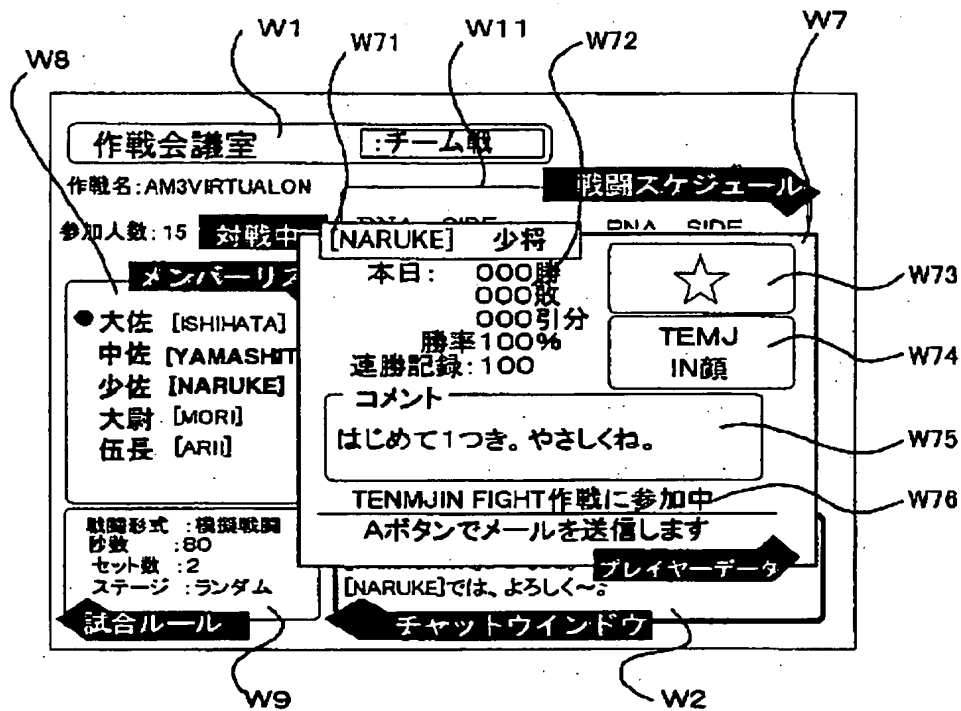 W1
W11
W7
W8
W71
W72
作戦会議室
:チーム戦
作戦名:AM3VIRTUALON
戦闘スケジュール
参加人数:15
対戦中
SIDE
RNA SIDE
[NARUKE] 少将
メンバーリス
本日: 000勝
000敗
000引分
勝率100%
連勝記録:100
☆
W73
TEMJ
IN顔
W74
●大佐 [ISHIHATA]
中佐 [YAMASHIT
少佐 [NARUKE]
大尉 [MORI]
伍長 [ARII]
コメント
はじめて1つき。やさしくね。
W75
TENMJIN FIGHT作戦に参加中
W76
Aボタンでメールを送信します
プレイヤーデータ
戦闘形式 :模擬戦闘
秒数 :80
セット数 :2
ステージ :ランダム
試合ルール
[NARUKE]では、よろしく~。
チャットウインドウ
W9
W2